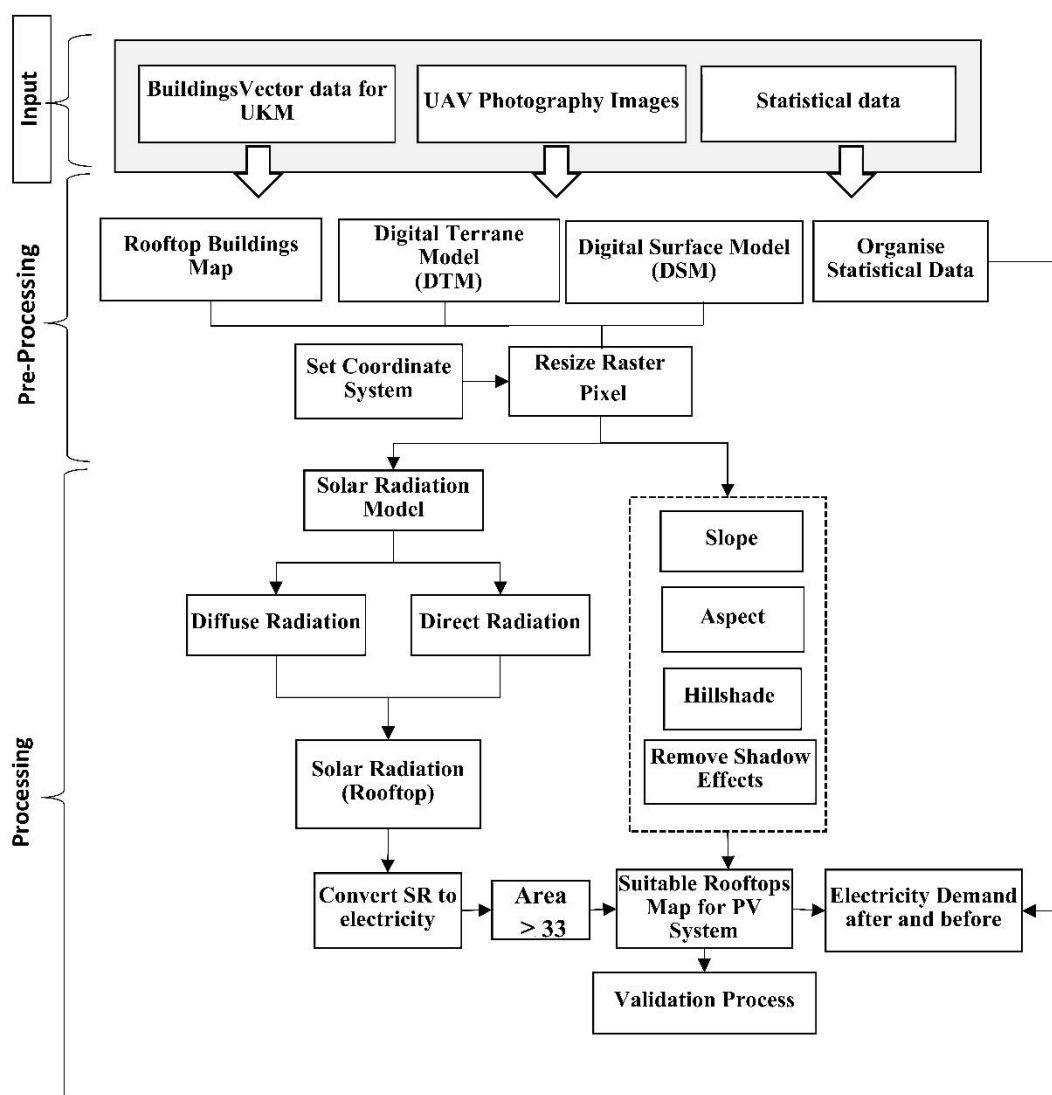 Input
BuildingsVector data for
UKM
UAV Photography Images
Statistical data
Pre-Processing
Rooftop Buildings
Map
Digital Terrane
Model
(DTM)
Digital Surface Model
(DSM)
Organise
Statistical Data
Set Coordinate
System
Resize Raster
Pixel
Processing
Solar Radiation
Model
Slope
Diffuse Radiation
Direct Radiation
Aspect
Hillshade
Solar Radiation
(Rooftop)
Remove Shadow
Effects
Convert SR to
electricity
Area
> 33
Suitable Rooftops
Map for PV
System
Electricity Demand
after and before
Validation Process